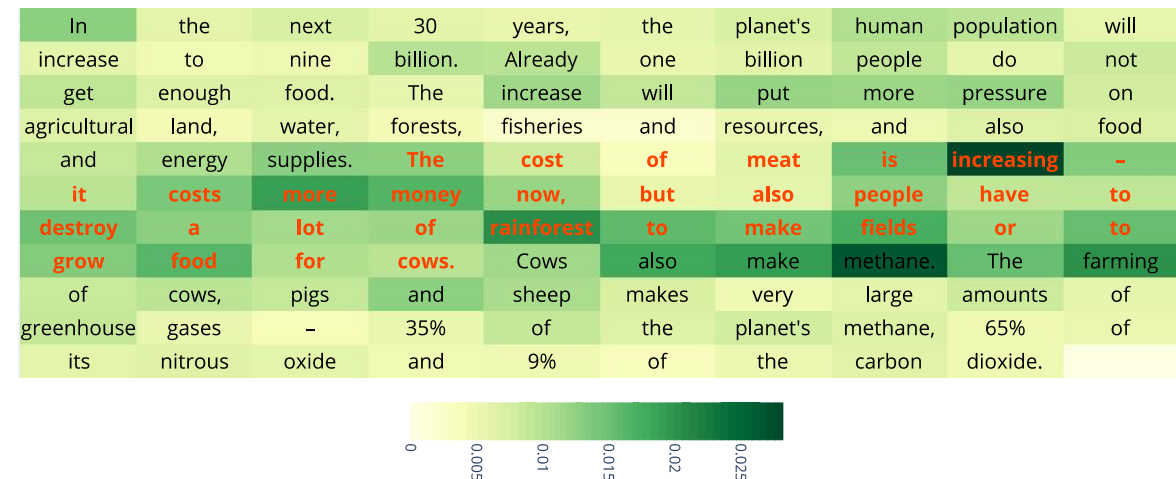 In the next 30 years, the planet's human population will
increase to nine billion. Already one billion people do not
get enough food. The increase will put more pressure on
agricultural land, water, forests, fisheries and resources, and also food
and energy supplies. The cost of meat is increasing –
it costs more money now, but also people have to
destroy a lot of rainforest to make fields or to
grow food for cows. Cows also make methane. The farming
of cows, pigs and sheep makes very large amounts of
greenhouse gases – 35% of the planet's methane, 65% of
its nitrous oxide and 9% of the carbon dioxide.
0 0.005 0.01 0.015 0.02 0.025